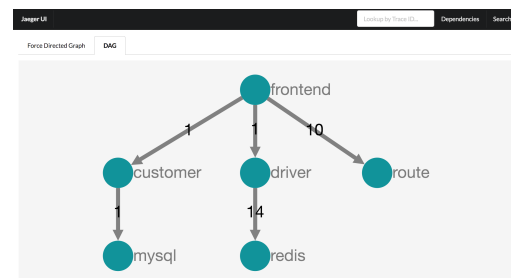 Jaeger UI
Lookup by Trace ID...
Dependencies
Search
Force Directed Graph
DAG
frontend
1
1
10
customer
driver
route
1
14
mysql
redis